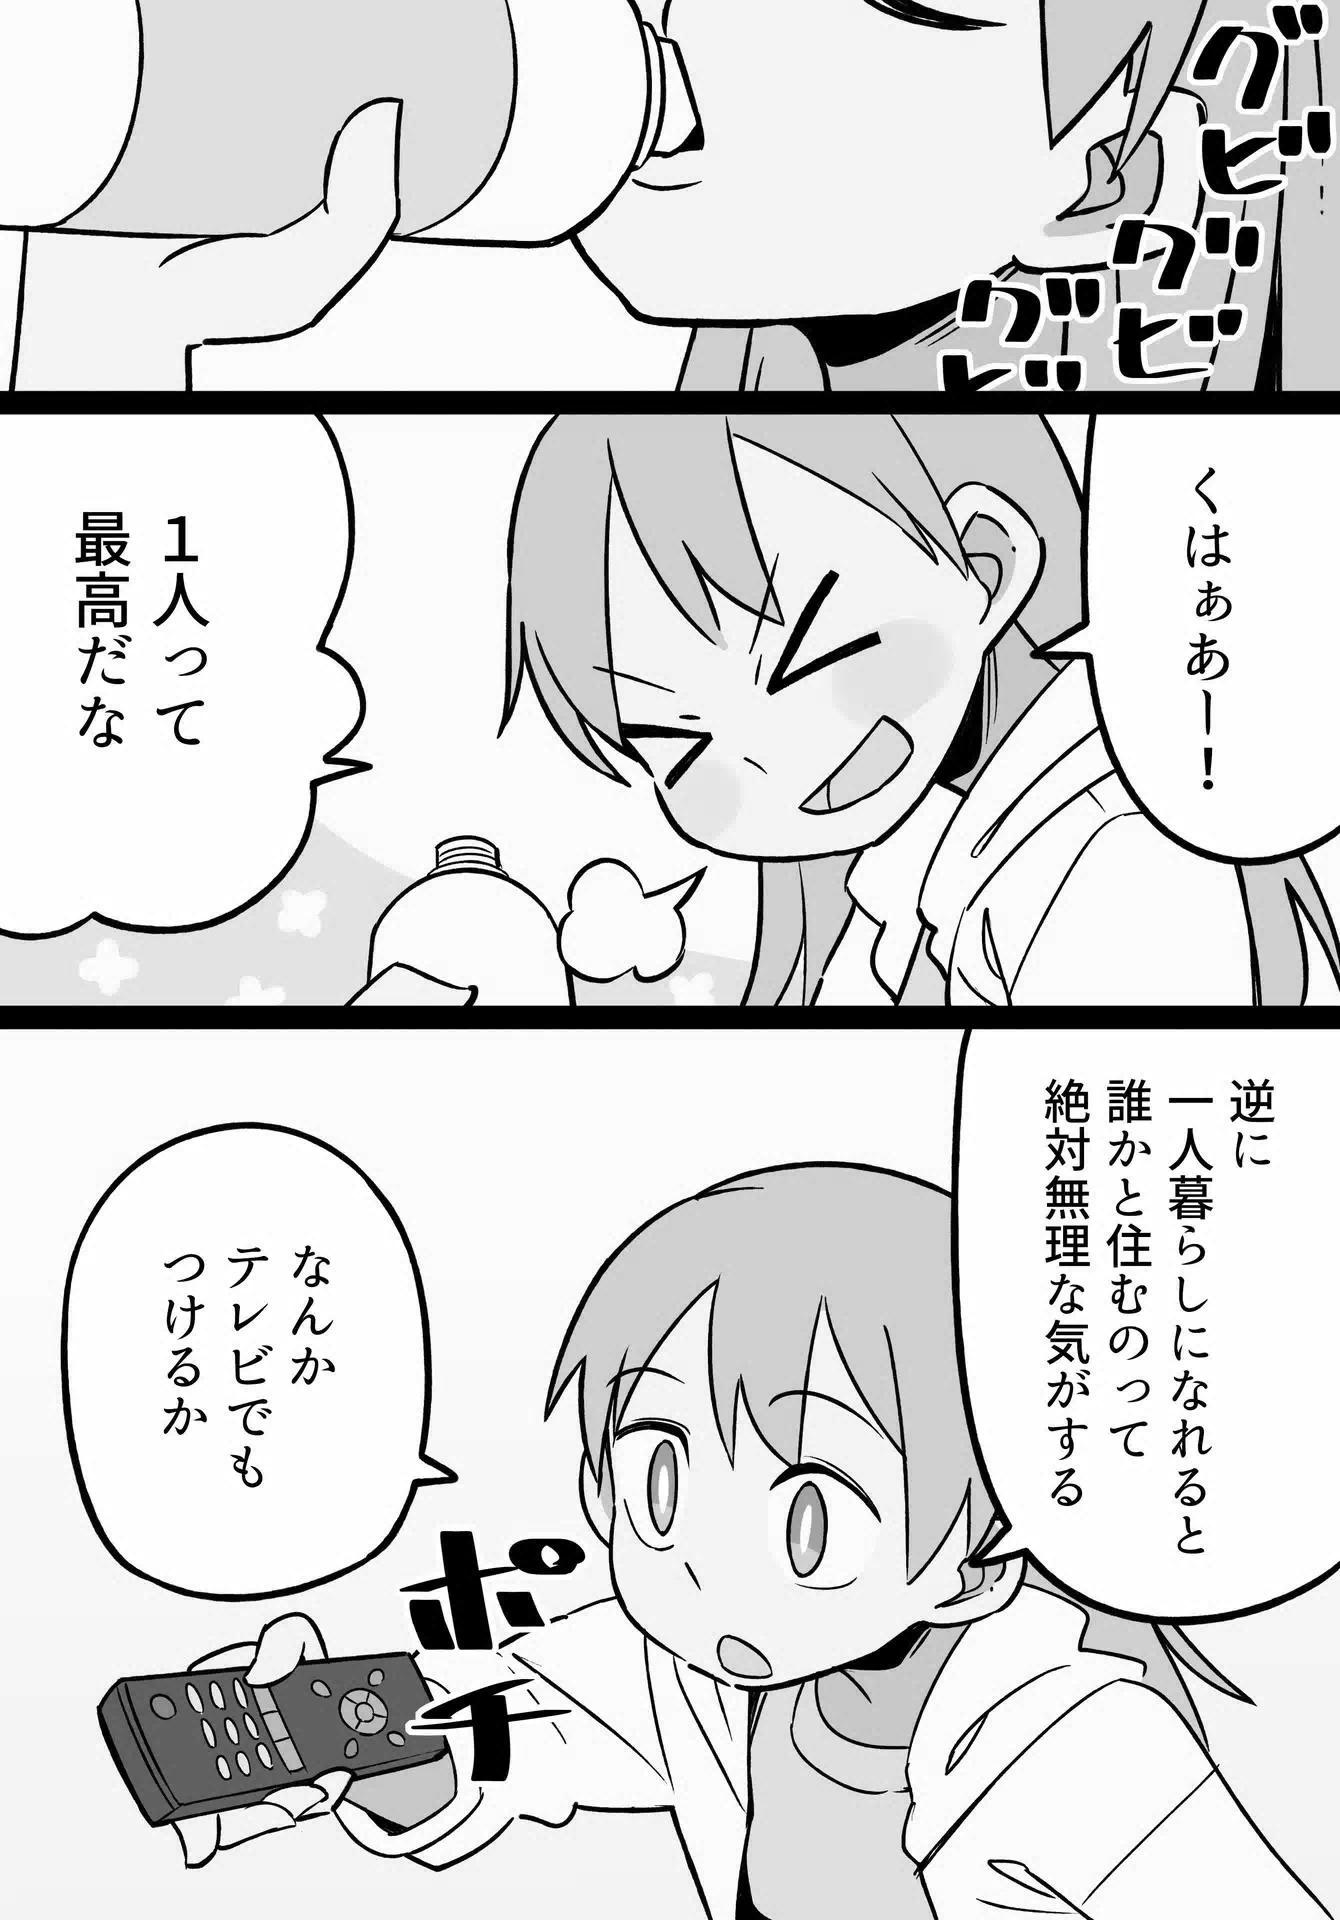 グビ
グビ
グビ
くはぁあー！
１人って
最高だな
逆に
一人暮らしになれると
誰かと住むのって
絶対無理な気がする
なんか
テレビでも
つけるか
ポチ